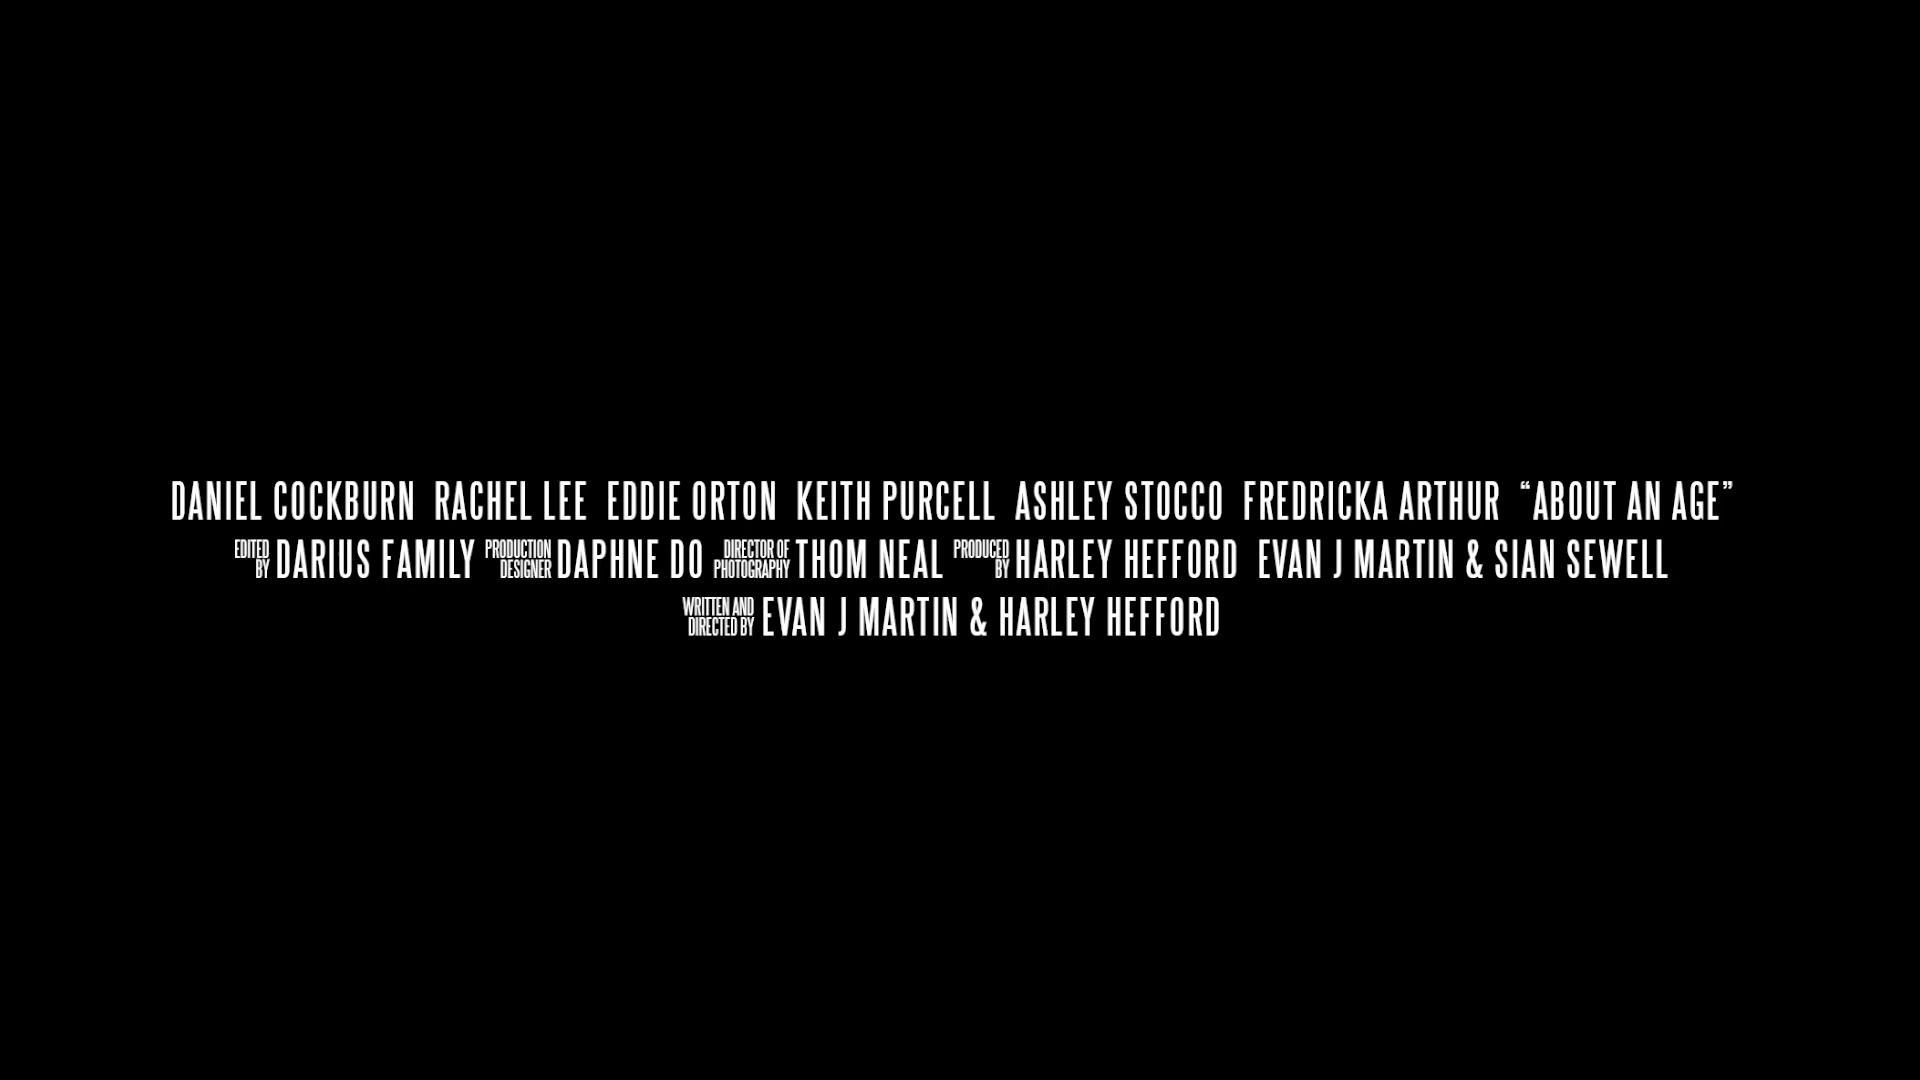 DANIEL COCKBURN RACHEL LEE EDDIE ORTON KEITH PURCELL ASHLEY STOCCO FREDRICKA ARTHUR “ABOUT AN AGE”
EDITED BY DARIUS FAMILY PRODUCTION DESIGNER DAPHNE DO DIRECTOR OF PHOTOGRAPHY THOM NEAL PRODUCED BY HARLEY HEFFORD EVAN J MARTIN & SIAN SEWELL
WRITTEN AND DIRECTED BY EVAN J MARTIN & HARLEY HEFFORD